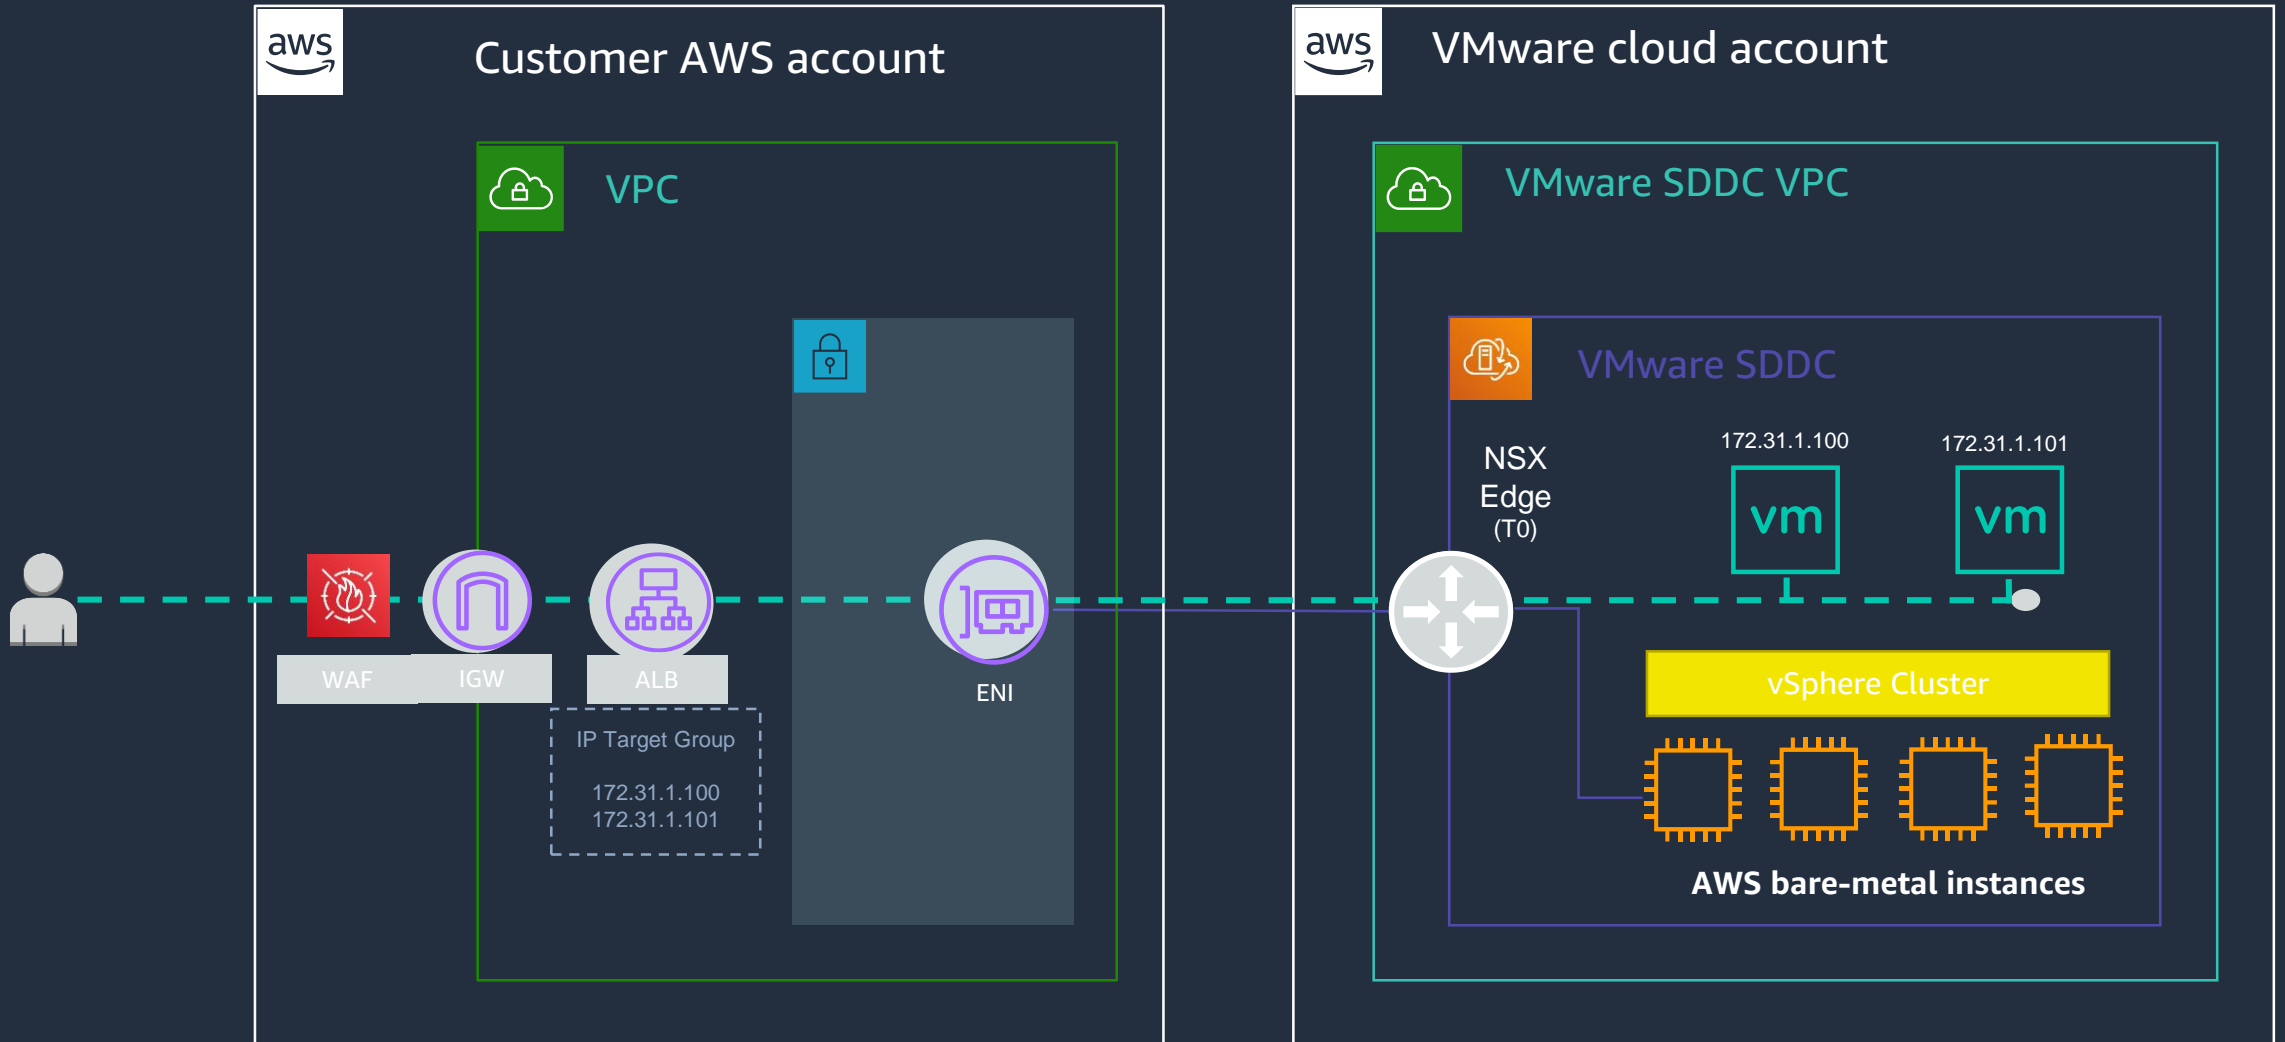 aws
Customer AWS account
VPC
WAF
IGW
ALB
IP Target Group
172.31.1.100
172.31.1.101
ENI
aws
VMware cloud account
VMware SDDC VPC
VMware SDDC
NSX
Edge
(T0)
172.31.1.100
172.31.1.101
vm
vm
vSphere Cluster
AWS bare-metal instances